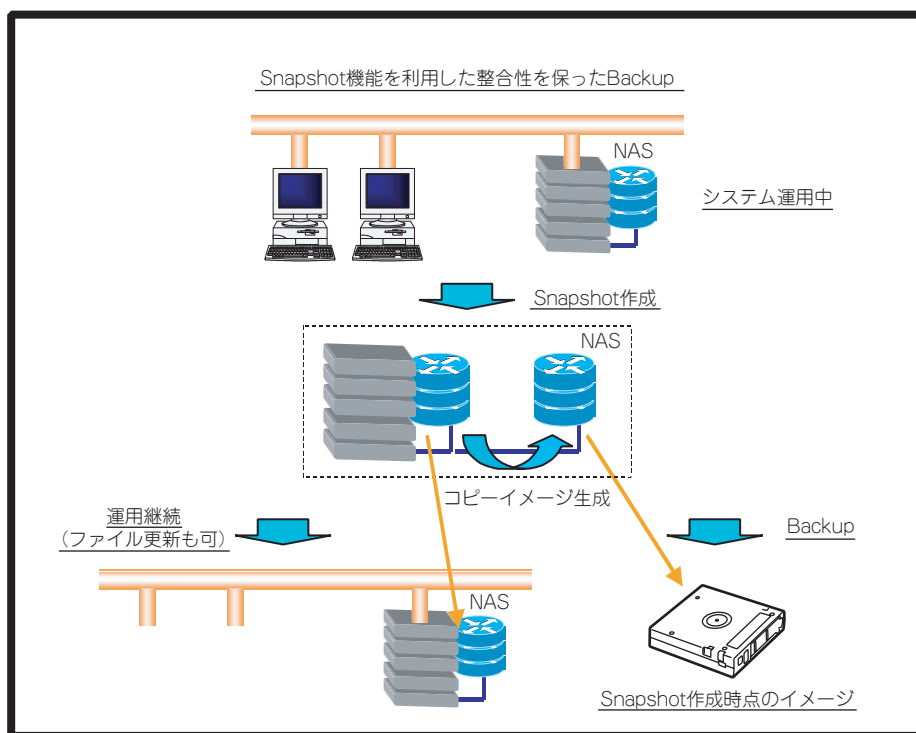 Snapshot機能を利用した整合性を保ったBackup
NAS
システム運用中
Snapshot作成
NAS
コピーイメージ生成
運用継続
（ファイル更新も可）
Backup
NAS
Snapshot作成時点のイメージ